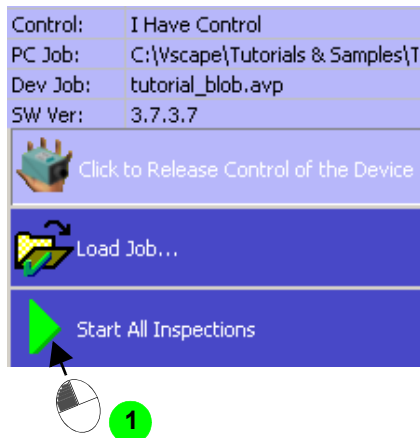 Control: I Have Control
PC Job: C:\Vscape\Tutorials & Samples\T
Dev Job: tutorial_blob.avp
SW Ver: 3.7.3.7
Click to Release Control of the Device
Load Job...
Start All Inspections
1